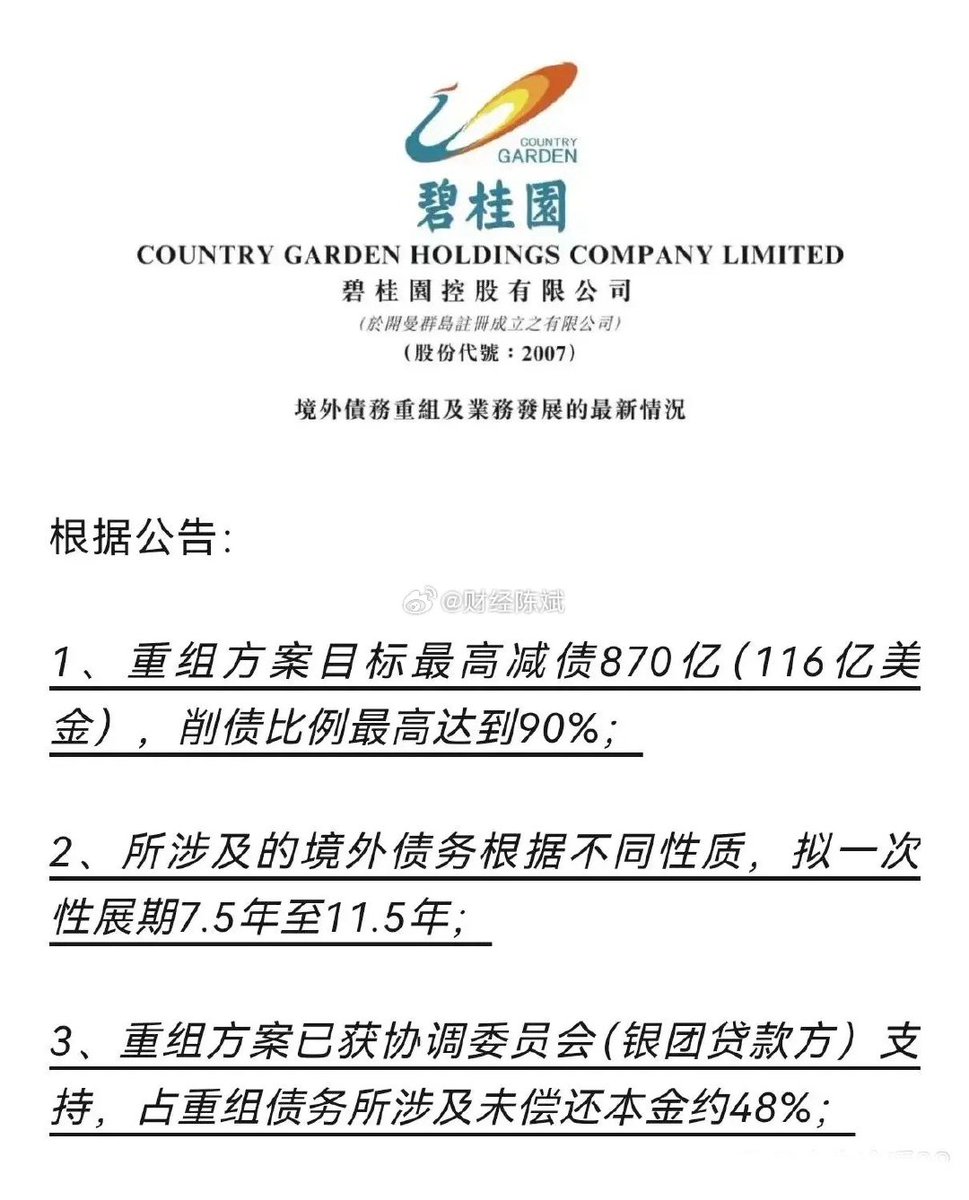 COUNTRY
GARDEN
碧桂園
COUNTRY GARDEN HOLDINGS COMPANY LIMITED
碧桂園控股有限公司
(於開曼群島註冊成立之有限公司)
(股份代號：2007)
境外債務重組及業務發展的最新情況
根据公告：
@财经陈斌
1、重组方案目标最高减债870亿(116亿美
金），削债比例最高达到90%；
2、所涉及的境外债务根据不同性质，拟一次
性展期7.5年至11.5年；
3、重组方案已获协调委员会(银团贷款方）支
持，占重组债务所涉及未偿还本金约48%；